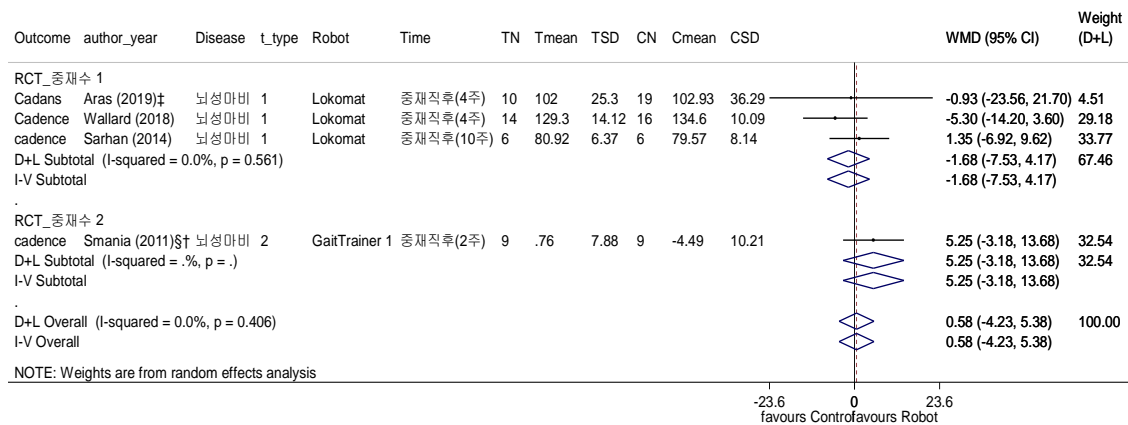 Outcome author_year Disease t_type Robot Time TN Tmean TSD CN Cmean CSD WMD (95% CI) Weight (D+L)
RCT_중재수 1
Cadans Aras (2019)‡ 뇌성마비 1 Lokomat 중재직후(4주) 10 102 25.3 19 102.93 36.29 -0.93 (-23.56, 21.70) 4.51
Cadence Wallard (2018) 뇌성마비 1 Lokomat 중재직후(4주) 14 129.3 14.12 16 134.6 10.09 -5.30 (-14.20, 3.60) 29.18
cadence Sarhan (2014) 뇌성마비 1 Lokomat 중재직후(10주) 6 80.92 6.37 6 79.57 8.14 1.35 (-6.92, 9.62) 33.77
D+L Subtotal (I-squared = 0.0%, p = 0.561) -1.68 (-7.53, 4.17) 67.46
I-V Subtotal -1.68 (-7.53, 4.17)
.
RCT_중재수 2
cadence Smania (2011)§† 뇌성마비 2 GaitTrainer 1 중재직후(2주) 9 .76 7.88 9 -4.49 10.21 5.25 (-3.18, 13.68) 32.54
D+L Subtotal (I-squared = .%, p = .) 5.25 (-3.18, 13.68) 32.54
I-V Subtotal 5.25 (-3.18, 13.68)
.
D+L Overall (I-squared = 0.0%, p = 0.406) 0.58 (-4.23, 5.38) 100.00
I-V Overall 0.58 (-4.23, 5.38)
NOTE: Weights are from random effects analysis
-23.6 0 23.6
favours Controfavours Robot